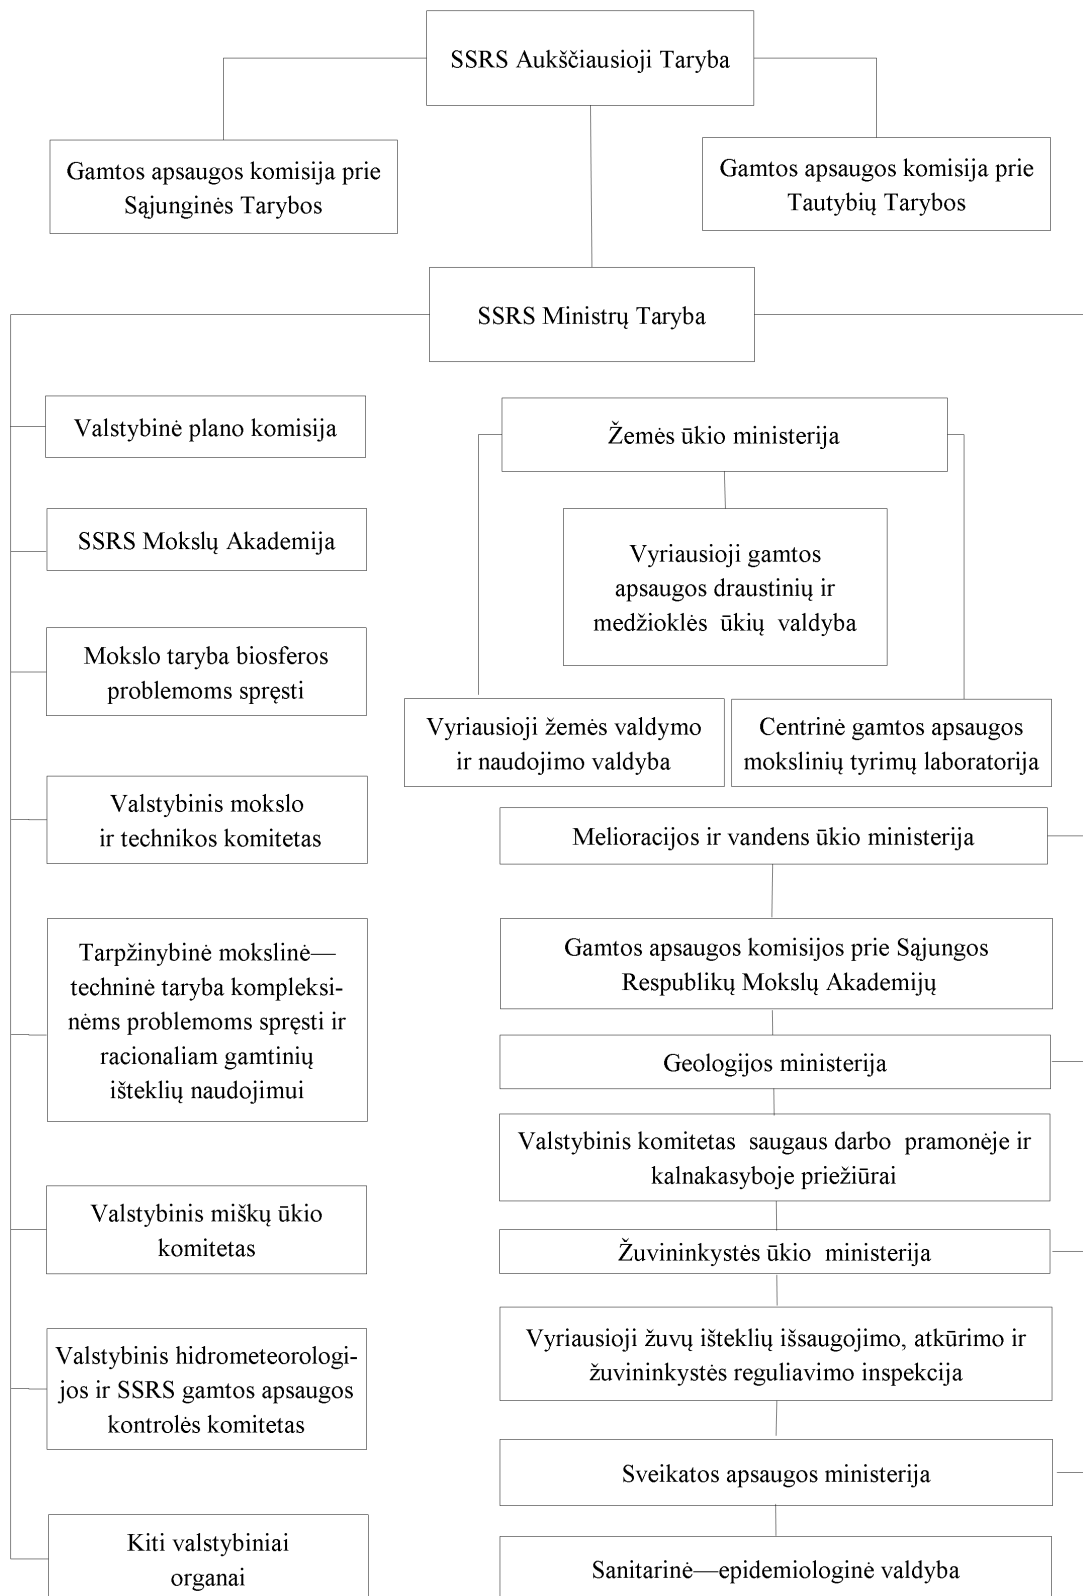 SSRS Aukščiausioji Taryba
Gamtos apsaugos komisija prie
Sąjunginės Tarybos
Gamtos apsaugos komisija prie
Tautybių Tarybos
SSRS Ministrų Taryba
Valstybinė plano komisija
SSRS Mokslų Akademija
Mokslo taryba biosferos
problemoms spręsti
Valstybinis mokslo
ir technikos komitetas
Tarpžinybinė mokslinė—
techninė taryba kompleksi-
nėms problemoms spręsti ir
racionaliam gamtinių
išteklių naudojimui
Valstybinis miškų ūkio
komitetas
Valstybinis hidrometeorologi-
jos ir SSRS gamtos apsaugos
kontrolės komitetas
Kiti valstybiniai
organai
Žemės ūkio ministerija
Vyriausioji gamtos
apsaugos draustinių ir
medžioklės ūkių valdyba
Vyriausioji žemės valdymo
ir naudojimo valdyba
Centrinė gamtos apsaugos
mokslinių tyrimų laboratorija
Melioracijos ir vandens ūkio ministerija
Gamtos apsaugos komisijos prie Sąjungos
Respublikų Mokslų Akademijų
Geologijos ministerija
Valstybinis komitetas saugaus darbo pramonėje ir
kalnakasyboje priežiūrai
Žuvininkystės ūkio ministerija
Vyriausioji žuvų išteklių išsaugojimo, atkūrimo ir
žuvininkystės reguliavimo inspekcija
Sveikatos apsaugos ministerija
Sanitarinė—epidemiologinė valdyba